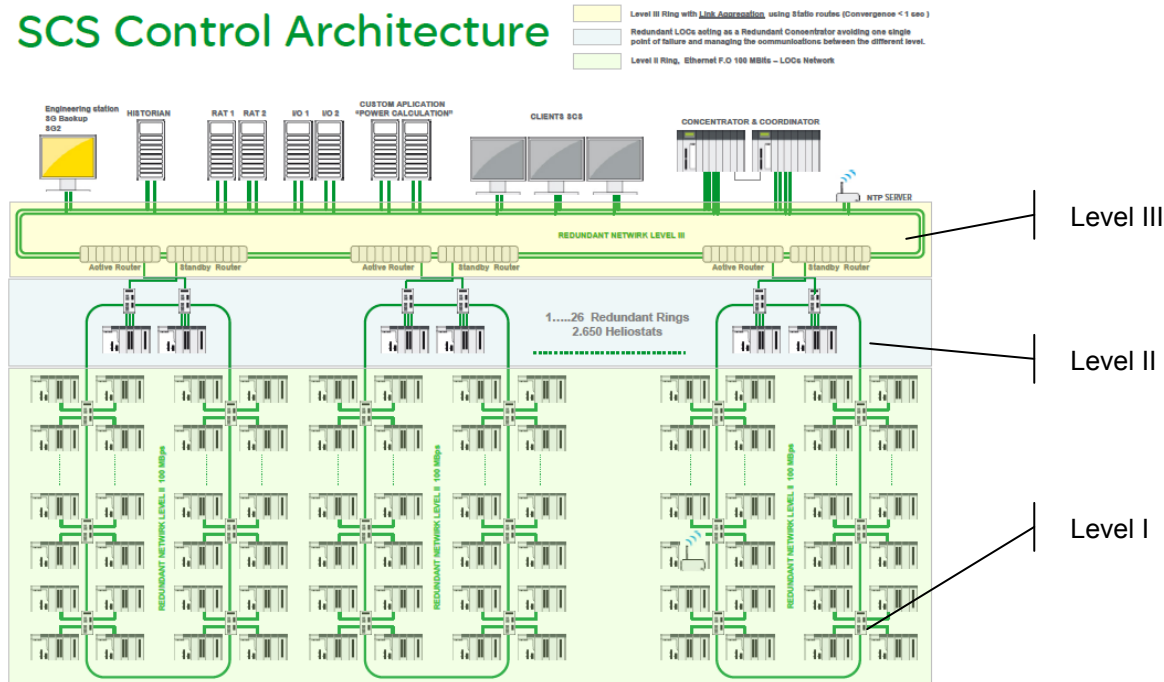 SCS Control Architecture
Level III Ring with Link Aggregation using Static routes (Convergence < 1 sec )
Redundant LOCs acting as a Redundant Concentrator avoiding one single
point of failure and managing the communications between the different level.
Level II Ring, Ethernet F.O 100 MBits – LOCs Network
Engineering station
SG Backup
SG2
HISTORIAN
RAT 1
RAT 2
I/O 1
I/O 2
CUSTOM APLICATION
"POWER CALCULATION"
CLIENTS SCS
CONCENTRATOR & COORDINATOR
NTP SERVER
REDUNDANT NETWIRK LEVEL III
Level III
Active Router
Standby Router
Active Router
Standby Router
Active Router
Standby Router
1.....26 Redundant Rings
2.650 Heliostats
Level II
REDUNDANT NETWIRK LEVEL II 100 MBps
REDUNDANT NETWIRK LEVEL II 100 MBps
REDUNDANT NETWIRK LEVEL II 100 MBps
Level I